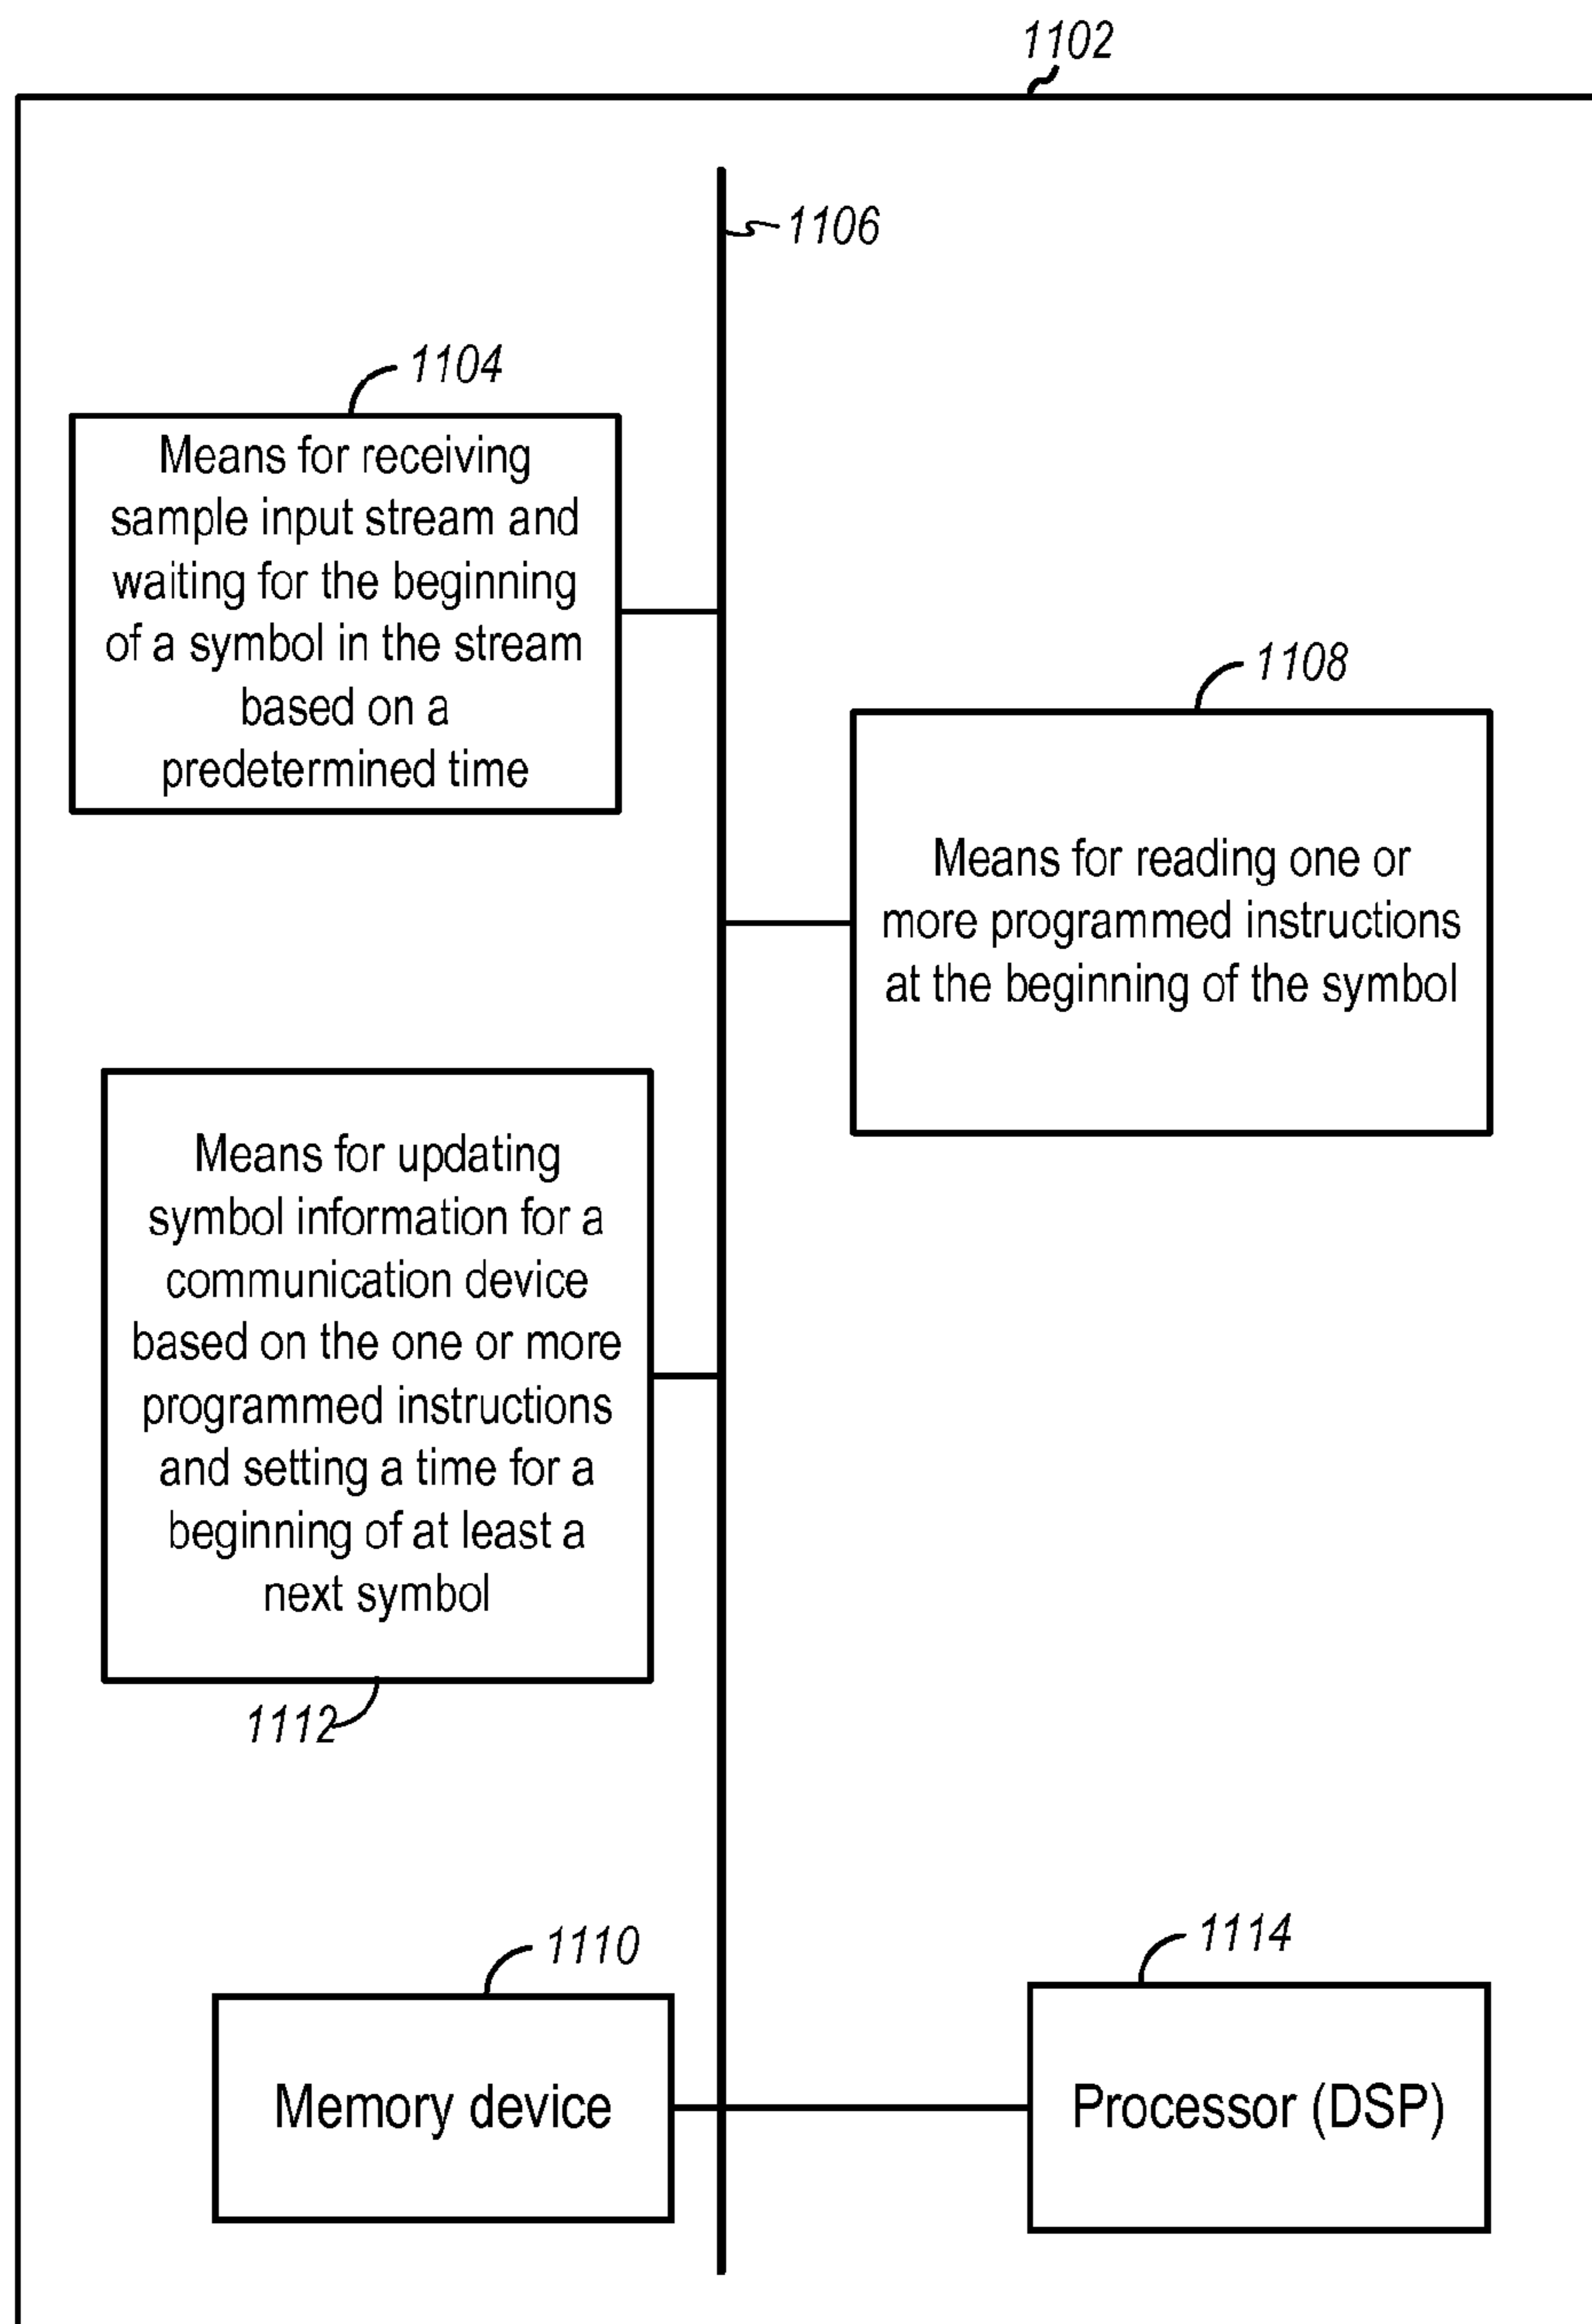 1102
1106
1104
Means for receiving
sample input stream and
waiting for the beginning
of a symbol in the stream
based on a
predetermined time
1108
Means for reading one or
more programmed instructions
at the beginning of the symbol
Means for updating
symbol information for a
communication device
based on the one or more
programmed instructions
and setting a time for a
beginning of at least a
next symbol
1112
1110
Memory device
1114
Processor (DSP)